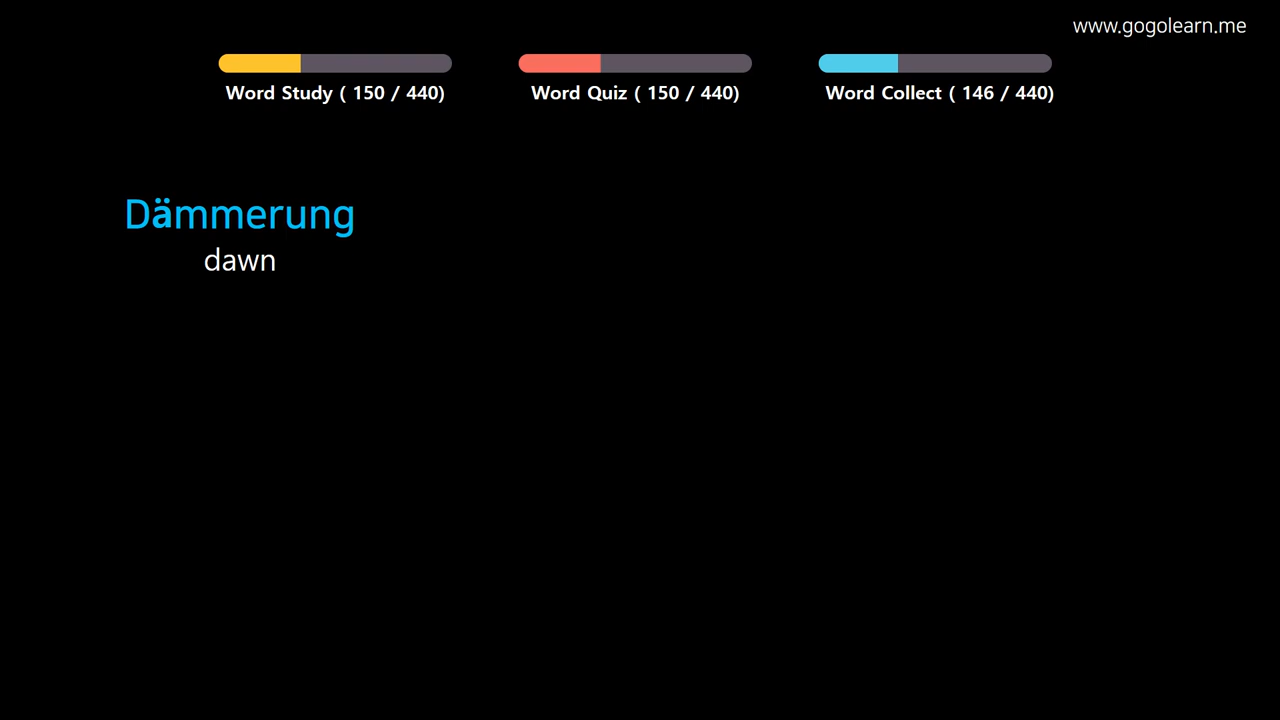 www.gogolearn.me
Word Study ( 150 / 440)
Word Quiz ( 150 / 440)
Word Collect ( 146 / 440)
Dämmerung
dawn